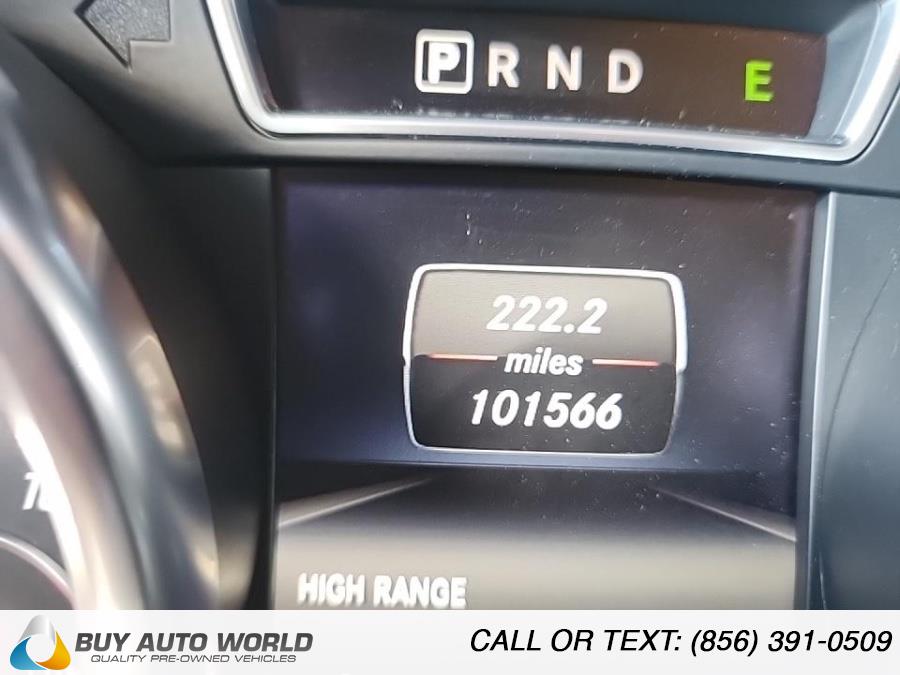 P R N D E
222.2
miles
101566
HIGH RANGE
BUY AUTO WORLD
QUALITY PRE-OWNED VEHICLES
CALL OR TEXT: (856) 391-0509